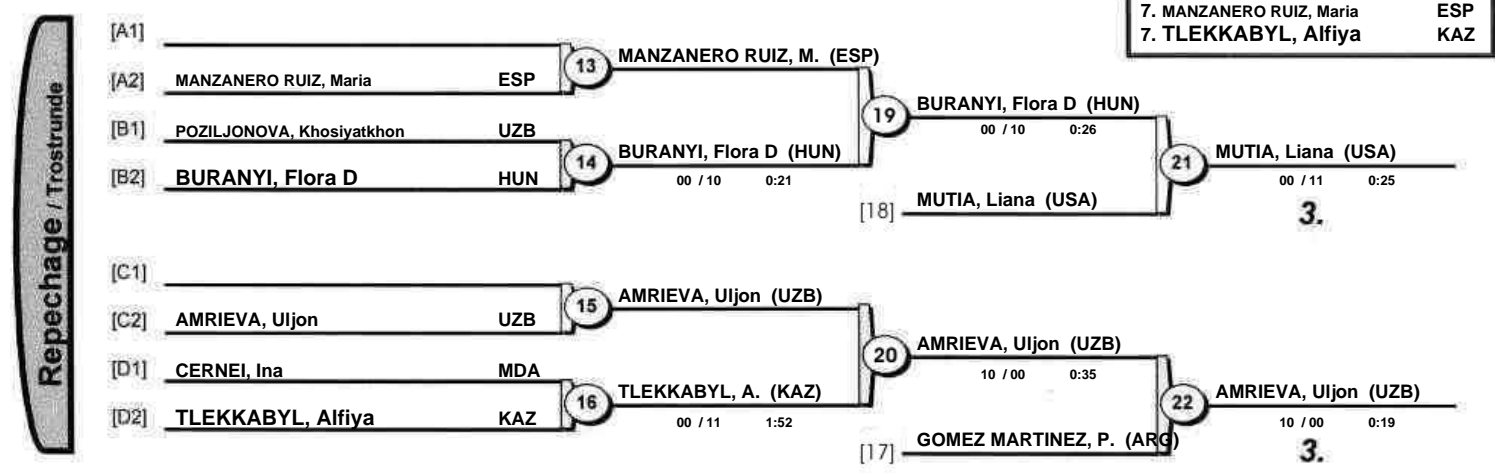 7. MANZANERO RUIZ, Maria ESP
7. TLEKKABYL, Alfiya KAZ
Repechage / Trostrunde
[A1]
13 MANZANERO RUIZ, M. (ESP)
[A2] MANZANERO RUIZ, Maria ESP
19 BURANYI, Flora D (HUN)
00 / 10 0:26
[B1] POZILJONOVA, Khosiyatkhon UZB
14 BURANYI, Flora D (HUN)
00 / 10 0:21
[B2] BURANYI, Flora D HUN
21 MUTIA, Liana (USA)
00 / 11 0:25
3.
[18] MUTIA, Liana (USA)
[C1]
15 AMRIEVA, Uljon (UZB)
[C2] AMRIEVA, Uljon UZB
20 AMRIEVA, Uljon (UZB)
10 / 00 0:35
[D1] CERNEI, Ina MDA
16 TLEKKABYL, A. (KAZ)
00 / 11 1:52
[D2] TLEKKABYL, Alfiya KAZ
22 AMRIEVA, Uljon (UZB)
10 / 00 0:19
3.
[17] GOMEZ MARTINEZ, P. (ARG)